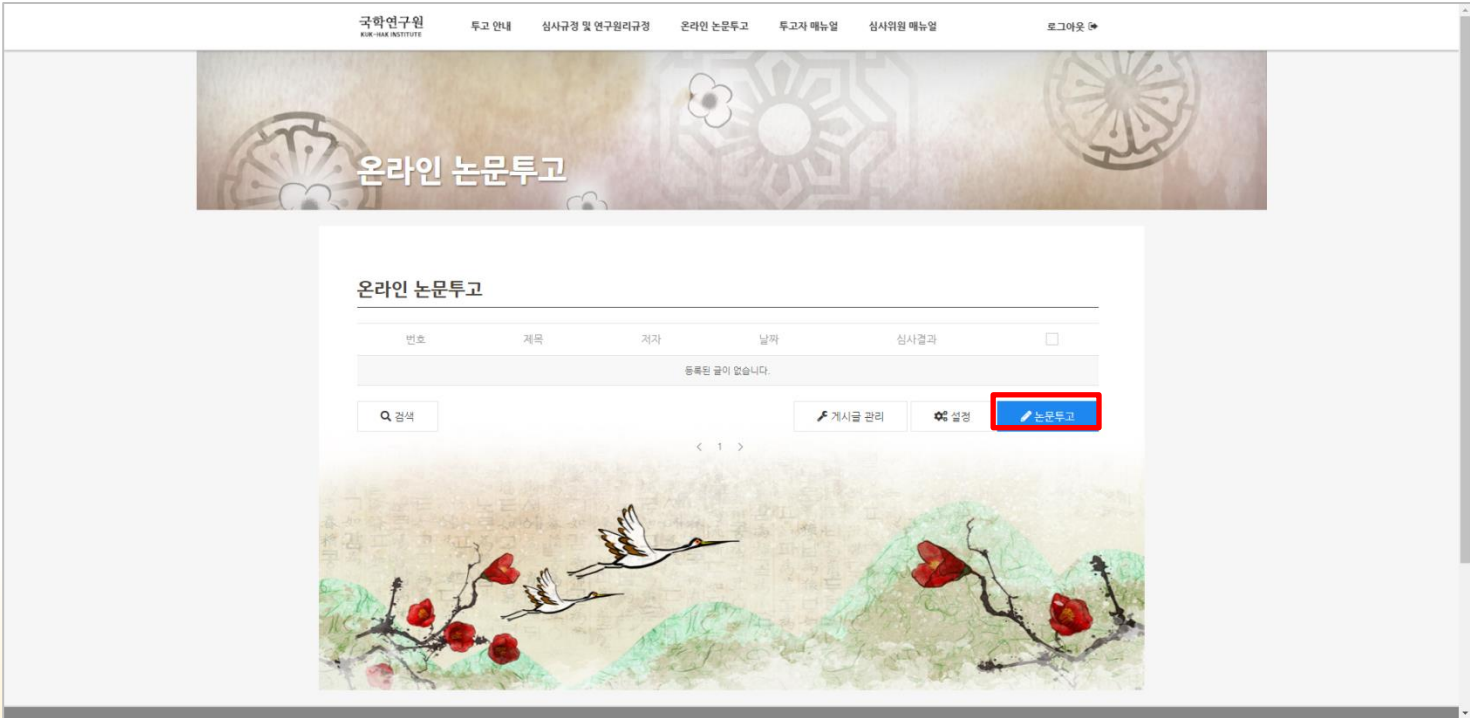 국학연구원
KUK-HAK INSTITUTE
투고 안내 심사규정 및 연구원리규정 온라인 논문투고 투고자 매뉴얼 심사위원 매뉴얼 로그아웃
온라인 논문투고
온라인 논문투고
번호 제목 저자 날짜 심사결과
등록된 글이 없습니다.
검색 게시글 관리 설정 논문투고
< 1 >